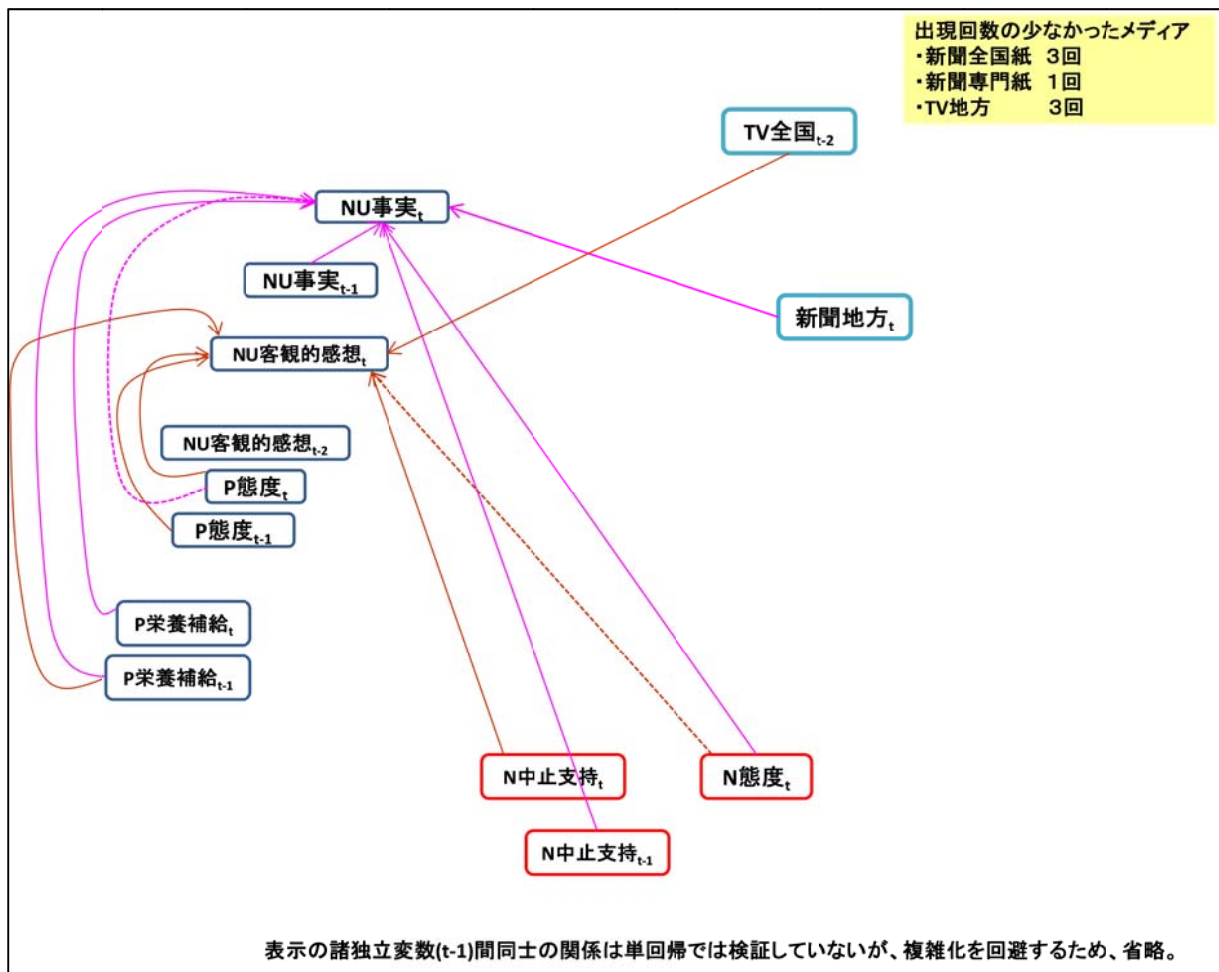 出現回数の少なかったメディア
・新聞全国紙 3回
・新聞専門紙 1回
・TV地方 3回
TV全国t-2
NU事実t
NU事実t-1
新聞地方t
NU客観的感想t
NU客観的感想t-2
P態度t
P態度t-1
P栄養補給t
P栄養補給t-1
N中止支持t
N態度t
N中止支持t-1
表示の諸独立変数(t-1)間同士の関係は単回帰では検証していないが、複雑化を回避するため、省略。